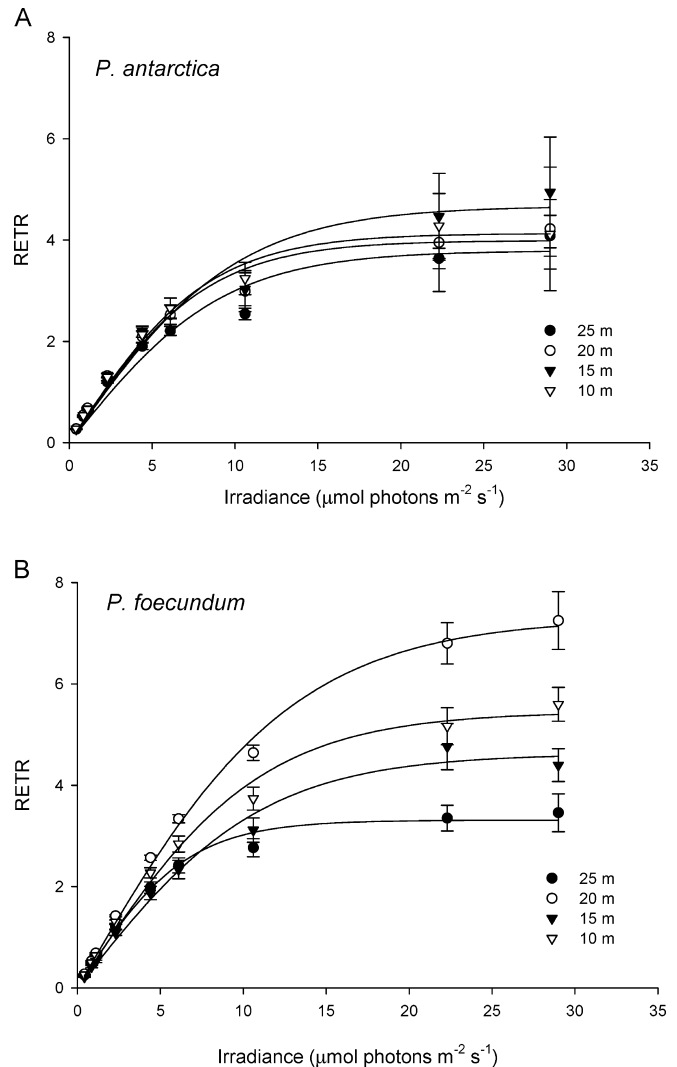 A
P. antarctica
8
6
4
2
0
RETR
25 m
20 m
15 m
10 m
0 5 10 15 20 25 30 35
Irradiance (μmol photons m-2 s-1)
B
P. foecundum
8
6
4
2
0
RETR
25 m
20 m
15 m
10 m
0 5 10 15 20 25 30 35
Irradiance (μmol photons m-2 s-1)